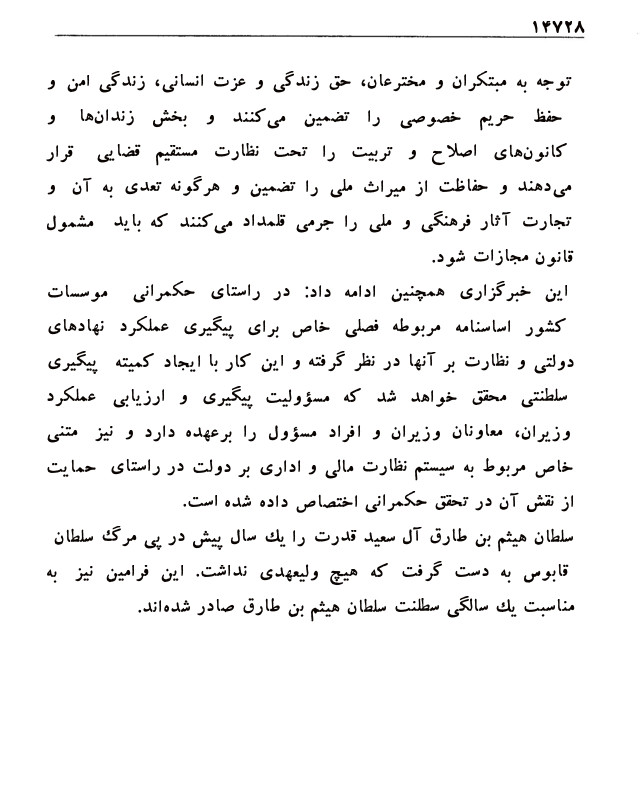 ۱۴۷۲۸
توجه به مبتکران و مخترعان، حق زندگی و عزت انسانی، زندگی امن و
حفظ حریم خصوصی را تضمین می‌کنند و بخش زندان‌ها و
کانون‌های اصلاح و تربیت را تحت نظارت مستقیم قضایی قرار
می‌دهند و حفاظت از میراث ملی را تضمین و هرگونه تعدی به آن و
تجارت آثار فرهنگی و ملی را جرمی قلمداد می‌کنند که باید مشمول
قانون مجازات شود.
این خبرگزاری همچنین ادامه داد: در راستای حکمرانی موسسات
کشور اساسنامه مربوطه فصلی خاص برای پیگیری عملکرد نهادهای
دولتی و نظارت بر آنها در نظر گرفته و این کار با ایجاد کمیته پیگیری
سلطنتی محقق خواهد شد که مسؤولیت پیگیری و ارزیابی عملکرد
وزیران، معاونان وزیران و افراد مسؤول را برعهده دارد و نیز متنی
خاص مربوط به سیستم نظارت مالی و اداری بر دولت در راستای حمایت
از نقش آن در تحقق حکمرانی اختصاص داده شده است.
سلطان هیثم بن طارق آل سعید قدرت را یك سال پیش در پی مرگ سلطان
قابوس به دست گرفت که هیچ ولیعهدی نداشت. این فرامین نیز به
مناسبت یك سالگی سطلنت سلطان هیثم بن طارق صادر شده‌اند.